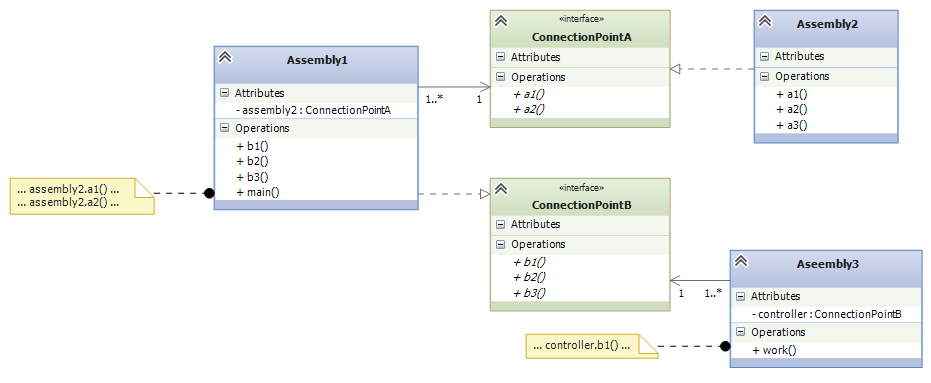 Assembly1
Attributes
- assembly2 : ConnectionPointA
Operations
+ b1()
+ b2()
+ b3()
+ main()
... assembly2.a1() ...
... assembly2.a2() ...
1..*
1
«interface»
ConnectionPointA
Attributes
Operations
+ a1()
+ a2()
Assembly2
Attributes
Operations
+ a1()
+ a2()
+ a3()
«interface»
ConnectionPointB
Attributes
Operations
+ b1()
+ b2()
+ b3()
1
1..*
Aseembly3
Attributes
- controller : ConnectionPointB
Operations
+ work()
... controller.b1() ...